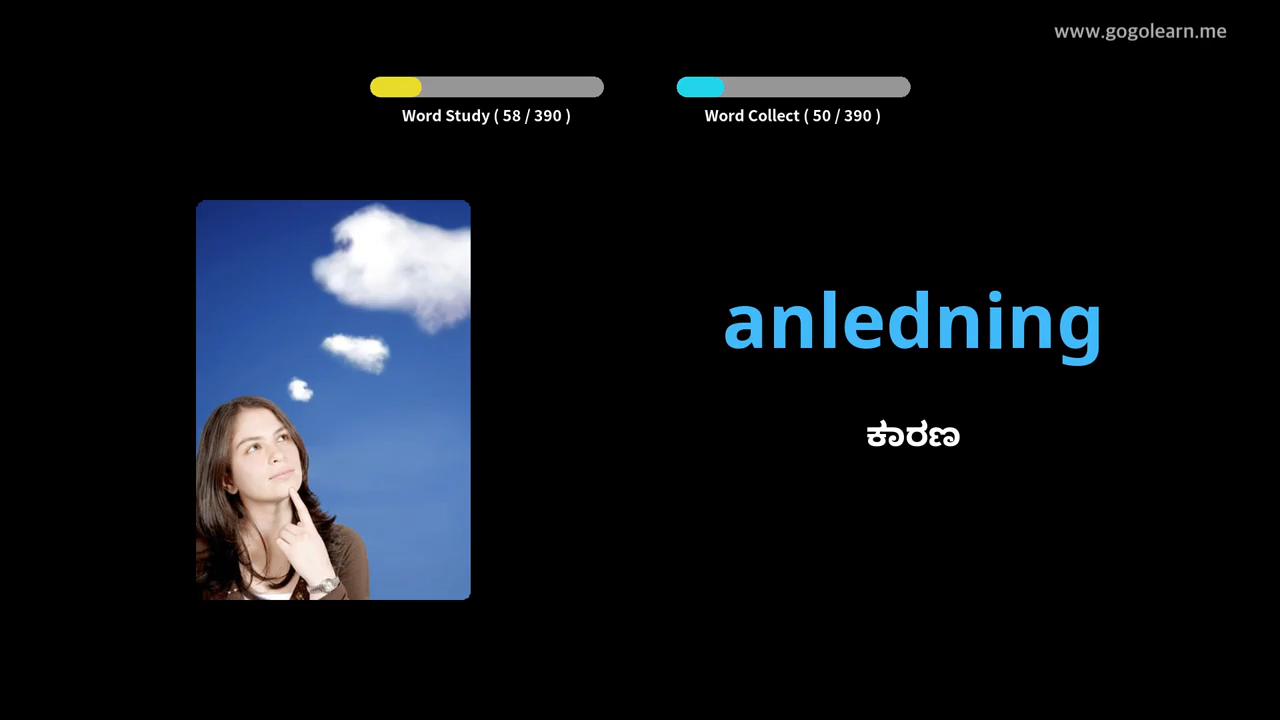 www.gogolearn.me
Word Study ( 58 / 390 )
Word Collect ( 50 / 390 )
anledning
ಕಾರಣ